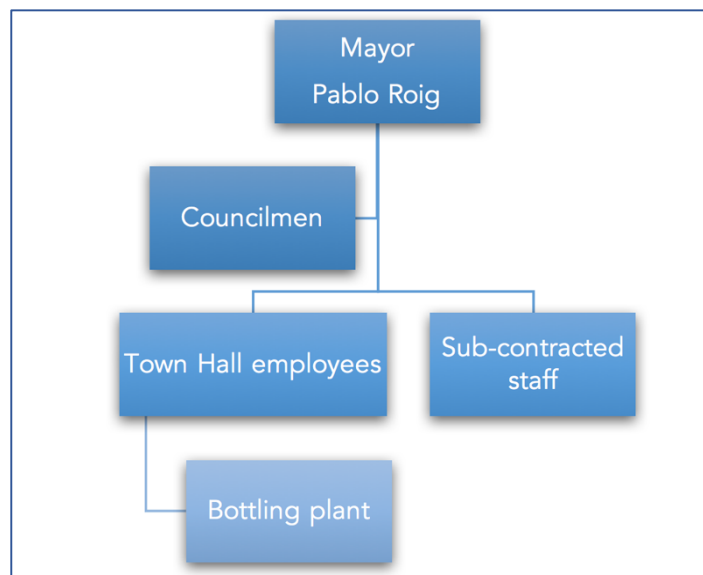 Mayor
Pablo Roig
Councilmen
Town Hall employees
Sub-contracted
staff
Bottling plant